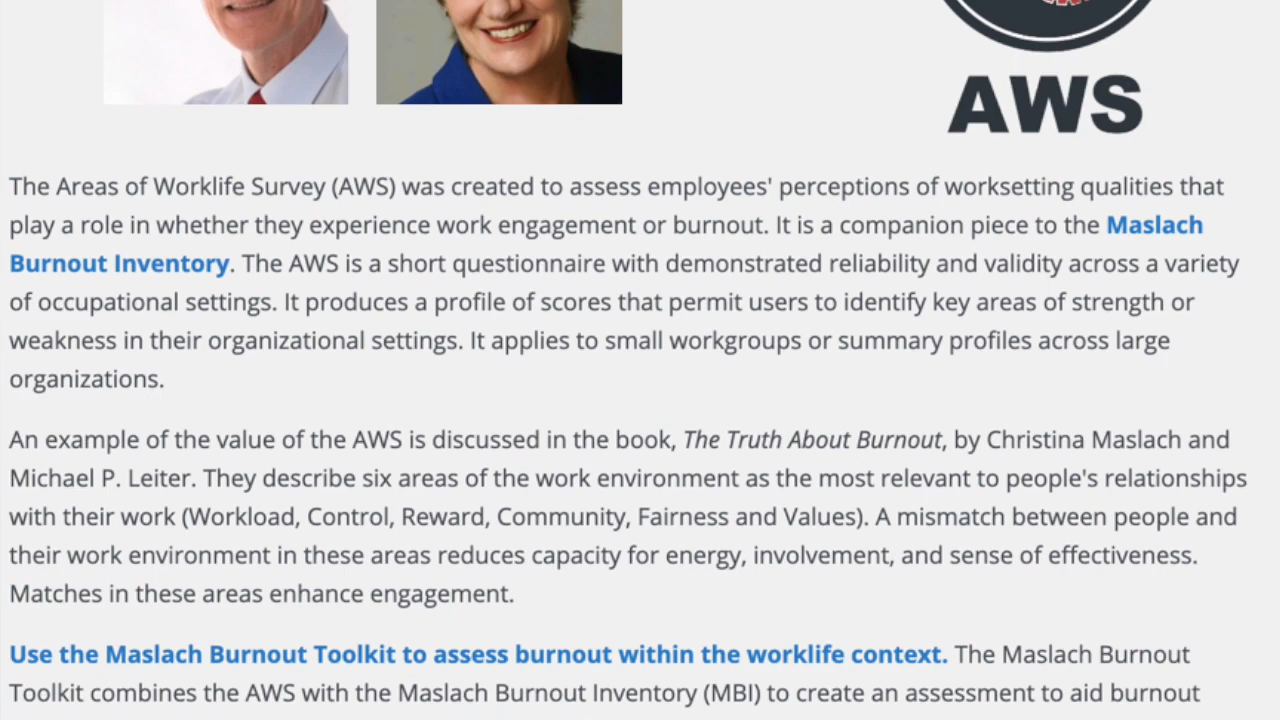 AWS
The Areas of Worklife Survey (AWS) was created to assess employees' perceptions of worksetting qualities that
play a role in whether they experience work engagement or burnout. It is a companion piece to the Maslach
Burnout Inventory. The AWS is a short questionnaire with demonstrated reliability and validity across a variety
of occupational settings. It produces a profile of scores that permit users to identify key areas of strength or
weakness in their organizational settings. It applies to small workgroups or summary profiles across large
organizations.
An example of the value of the AWS is discussed in the book, The Truth About Burnout, by Christina Maslach and
Michael P. Leiter. They describe six areas of the work environment as the most relevant to people's relationships
with their work (Workload, Control, Reward, Community, Fairness and Values). A mismatch between people and
their work environment in these areas reduces capacity for energy, involvement, and sense of effectiveness.
Matches in these areas enhance engagement.
Use the Maslach Burnout Toolkit to assess burnout within the worklife context. The Maslach Burnout
Toolkit combines the AWS with the Maslach Burnout Inventory (MBI) to create an assessment to aid burnout